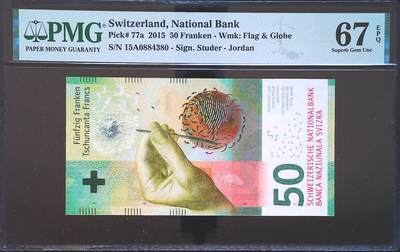 PMG
PAPER MONEY GUARANTY
Switzerland, National Bank
Pick# 77a 2015 50 Franken - Wmk: Flag & Globe
S/N 15A0884380 - Sign. Studer - Jordan
67 EPQ
Superb Gem Unc
Fünfzig Franken
Tschuncanta Francs
50
SCHWEIZERISCHE NATIONALBANK
BANCA NAZIUNALA SVIZRA